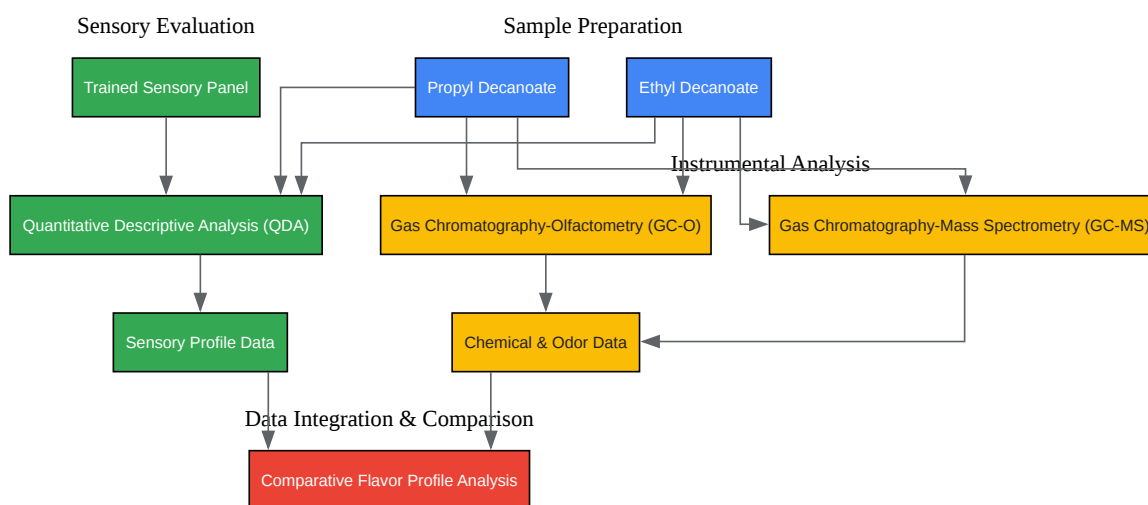 Sensory Evaluation
Sample Preparation
Trained Sensory Panel
Propyl Decanoate
Ethyl Decanoate
Instrumental Analysis
Quantitative Descriptive Analysis (QDA)
Gas Chromatography-Olfactometry (GC-O)
Gas Chromatography-Mass Spectrometry (GC-MS)
Sensory Profile Data
Chemical & Odor Data
Data Integration & Comparison
Comparative Flavor Profile Analysis